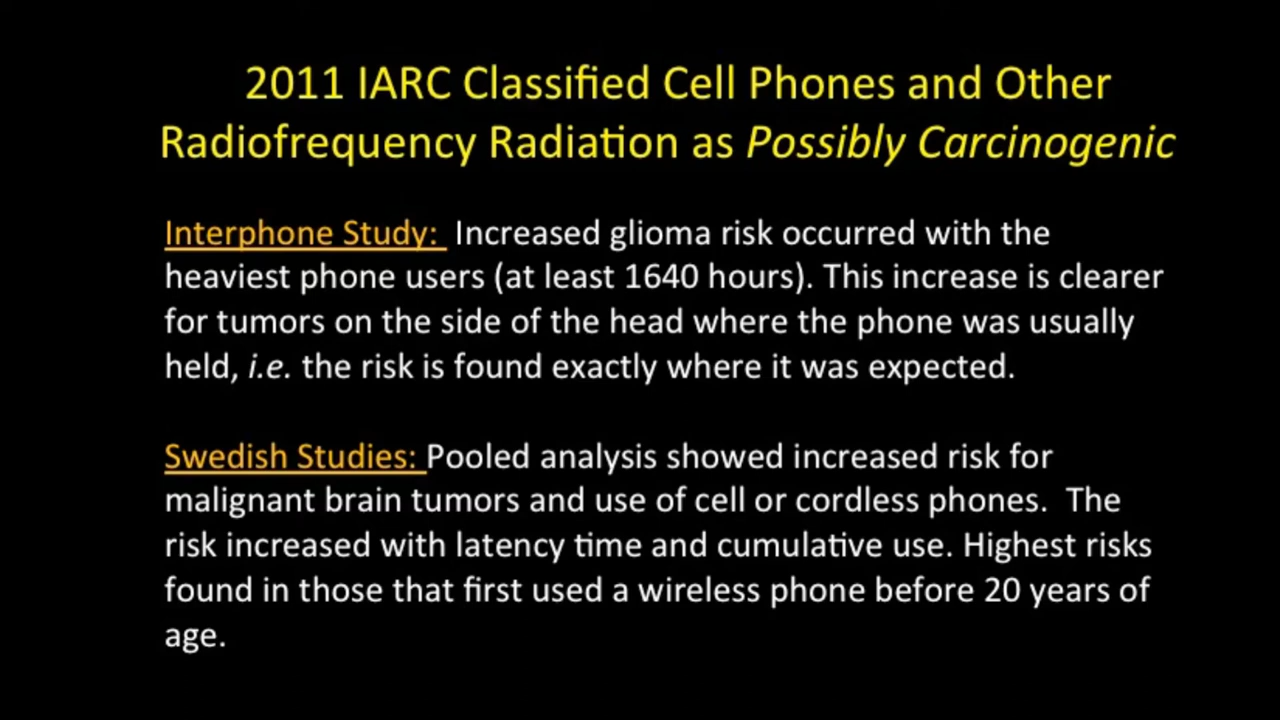 2011 IARC Classified Cell Phones and Other
Radiofrequency Radiation as Possibly Carcinogenic
Interphone Study: Increased glioma risk occurred with the
heaviest phone users (at least 1640 hours). This increase is clearer
for tumors on the side of the head where the phone was usually
held, i.e. the risk is found exactly where it was expected.
Swedish Studies: Pooled analysis showed increased risk for
malignant brain tumors and use of cell or cordless phones. The
risk increased with latency time and cumulative use. Highest risks
found in those that first used a wireless phone before 20 years of
age.